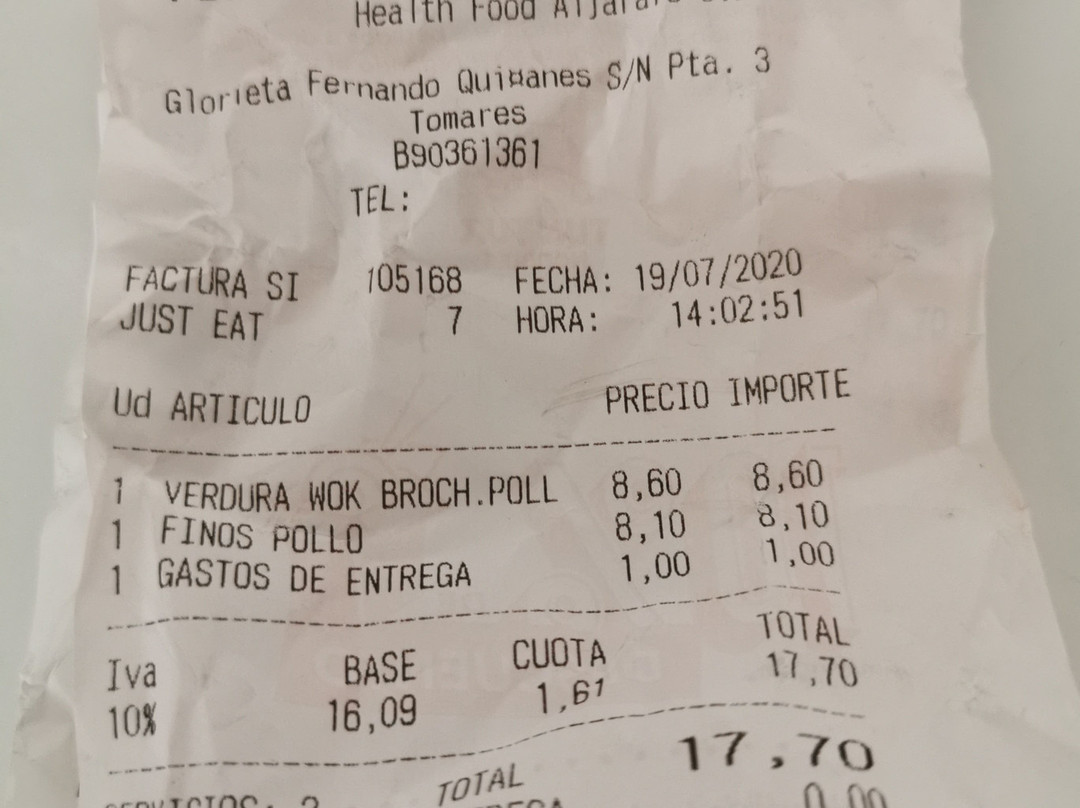 Health Food Aljarafe
Glorieta Fernando Quiñanes S/N Pta. 3
Tomares
B90361361
TEL:
FACTURA SI 105168 FECHA: 19/07/2020
JUST EAT 7 HORA: 14:02:51
Ud ARTICULO PRECIO IMPORTE
1 VERDURA WOK BROCH.POLL 8,60 8,60
1 FINOS POLLO 8,10 8,10
1 GASTOS DE ENTREGA 1,00 1,00
Iva BASE CUOTA TOTAL
10% 16,09 1,61 17,70
TOTAL 17,70
SERVICIOS: 0,00